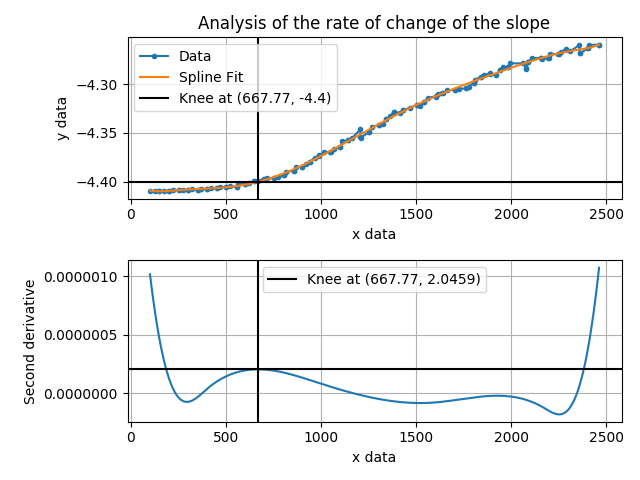 Analysis of the rate of change of the slope
Data
Spline Fit
Knee at (667.77, -4.4)
y data
−4.30
−4.35
−4.40
0 500 1000 1500 2000 2500
x data
Second derivative
0.0000010
0.0000005
0.0000000
Knee at (667.77, 2.0459)
0 500 1000 1500 2000 2500
x data